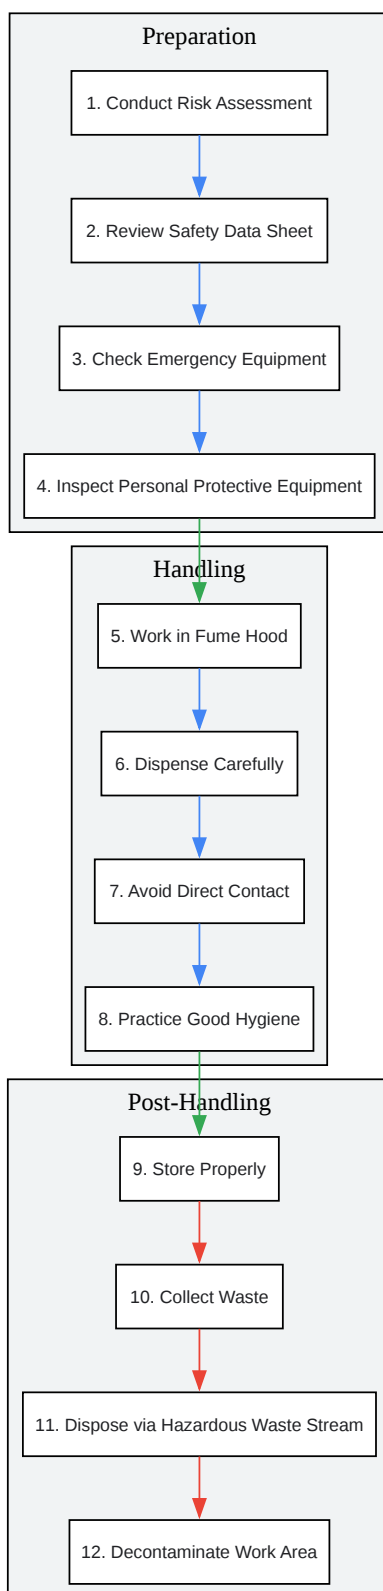 Preparation
1. Conduct Risk Assessment
2. Review Safety Data Sheet
3. Check Emergency Equipment
4. Inspect Personal Protective Equipment
Handling
5. Work in Fume Hood
6. Dispense Carefully
7. Avoid Direct Contact
8. Practice Good Hygiene
Post-Handling
9. Store Properly
10. Collect Waste
11. Dispose via Hazardous Waste Stream
12. Decontaminate Work Area